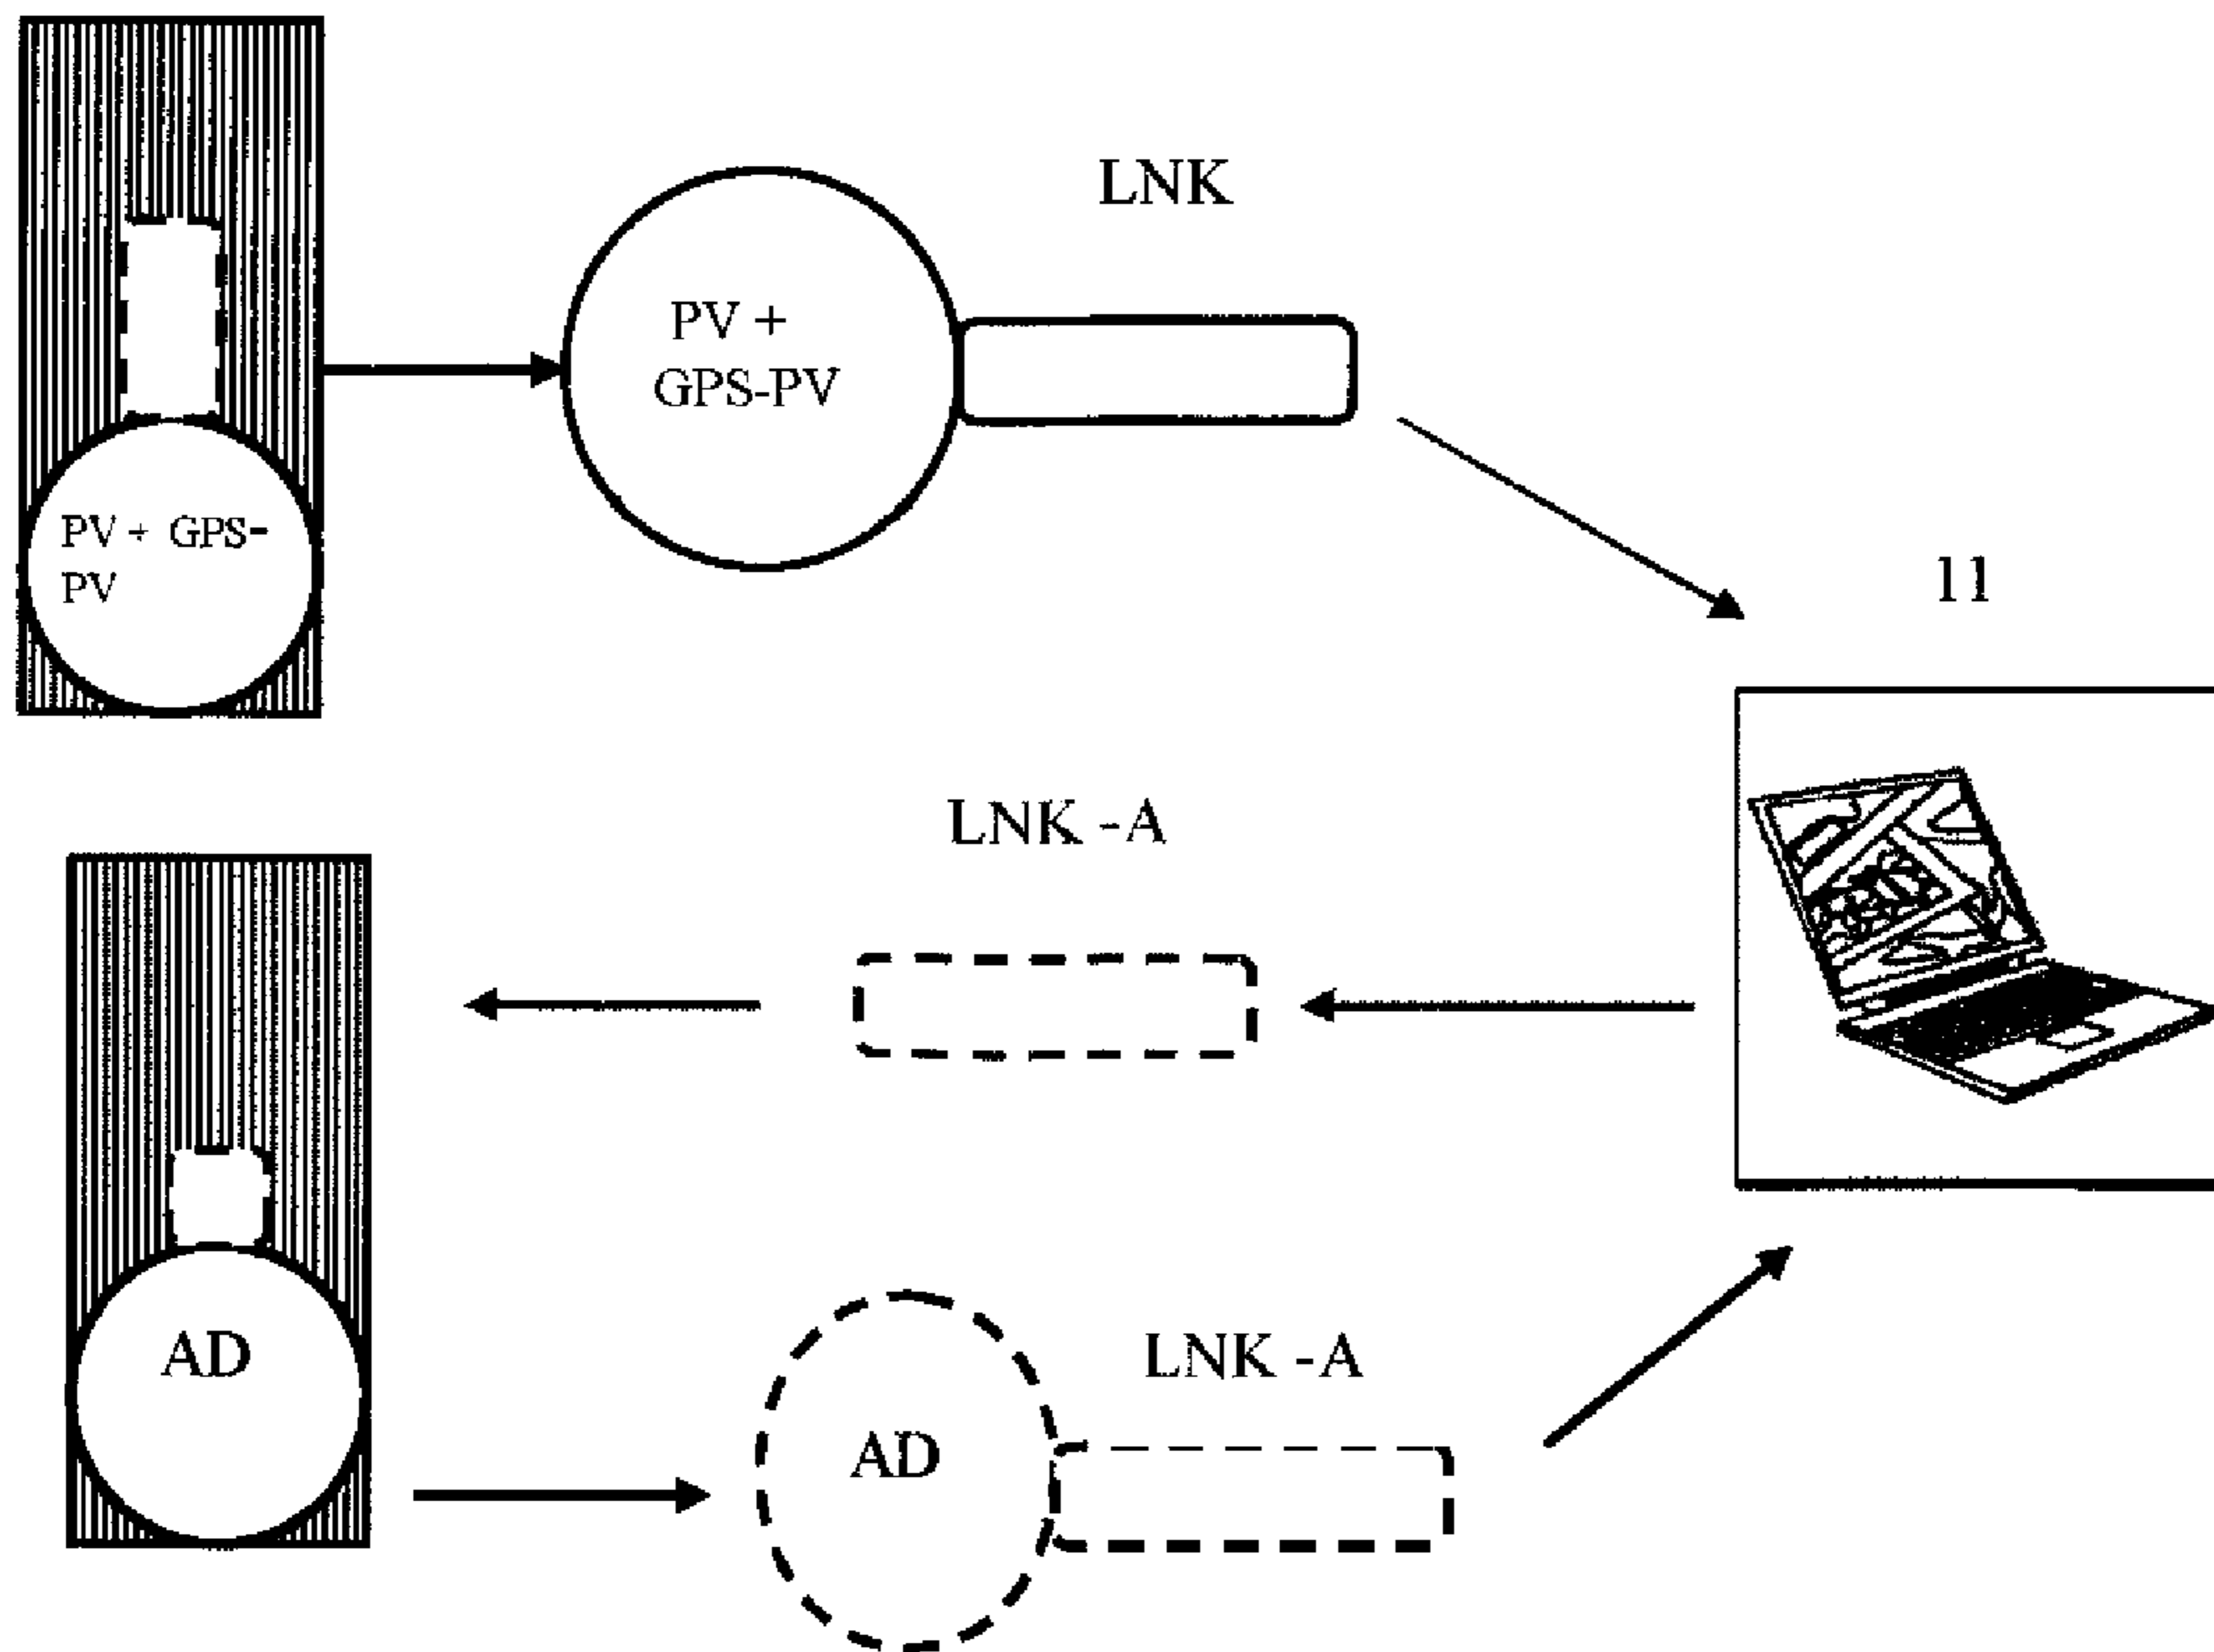 LNK
PV +
GPS-PV
PV + GPS-
PV
11
LNK -A
AD
LNK -A
AD